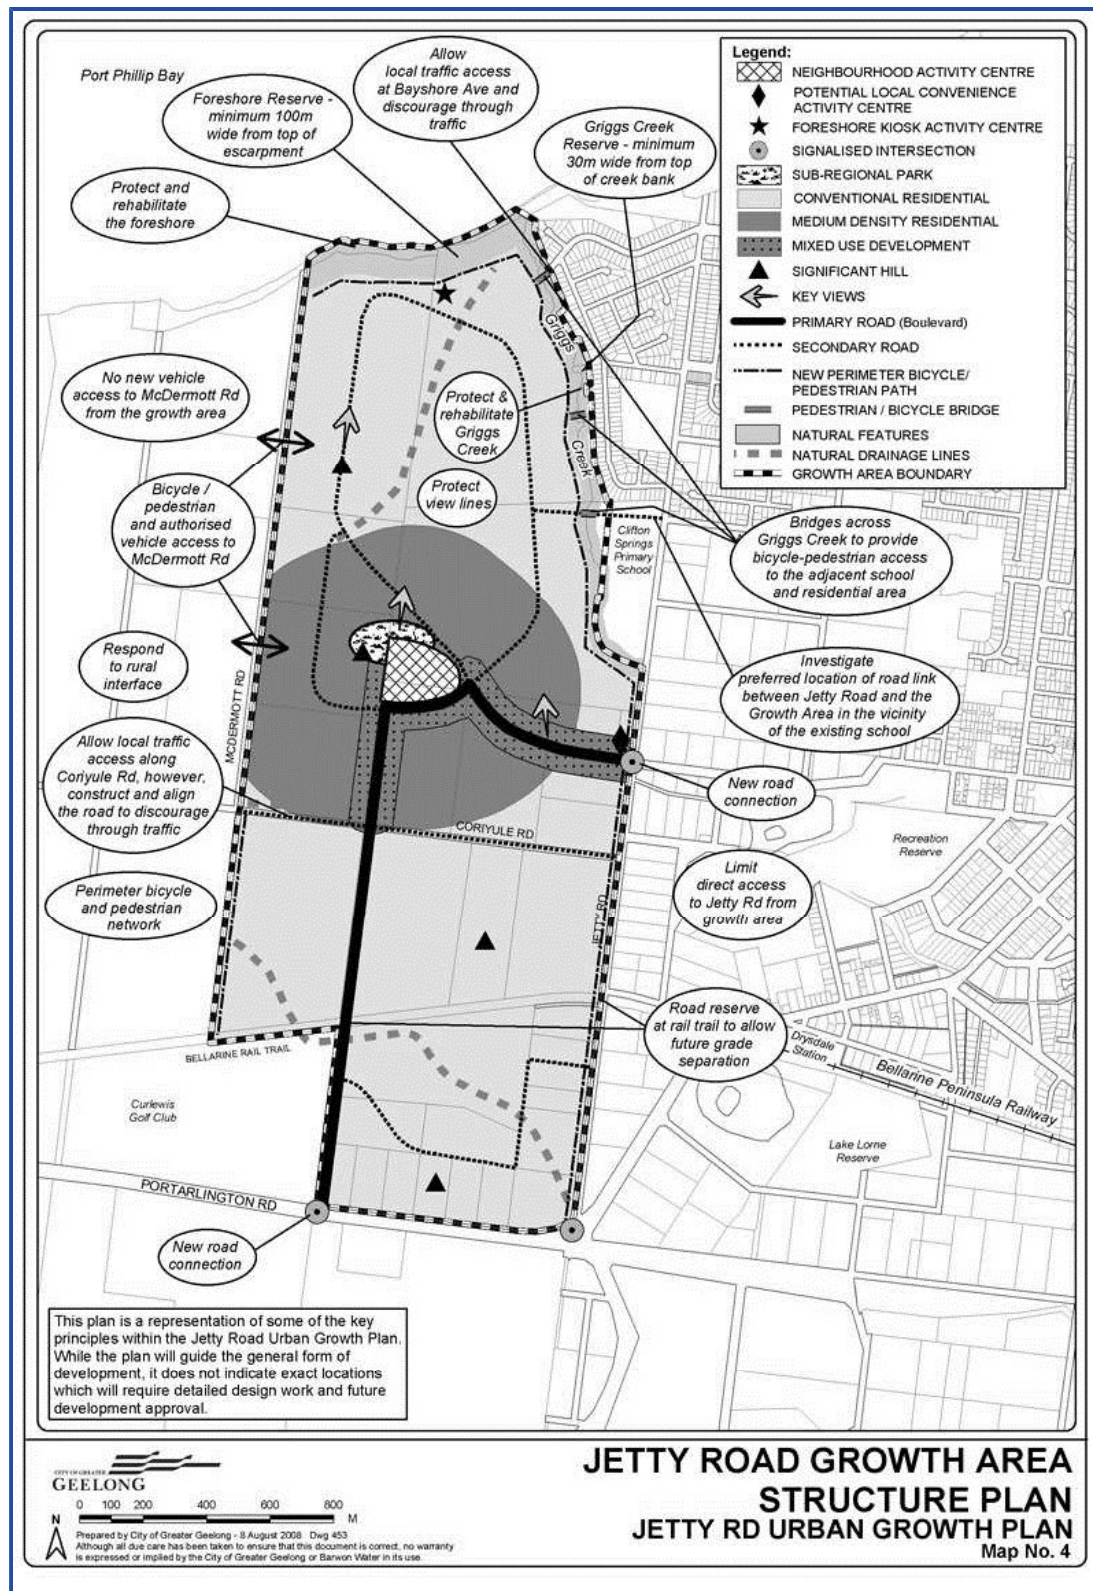 Port Phillip Bay
Foreshore Reserve -
minimum 100m
wide from top of
escarpment
Allow
local traffic access
at Bayshore Ave and
discourage through
traffic
Griggs Creek
Reserve - minimum
30m wide from top
of creek bank
Protect and
rehabilitate
the foreshore
Legend:
NEIGHBOURHOOD ACTIVITY CENTRE
POTENTIAL LOCAL CONVENIENCE
ACTIVITY CENTRE
FORESHORE KIOSK ACTIVITY CENTRE
SIGNALISED INTERSECTION
SUB-REGIONAL PARK
CONVENTIONAL RESIDENTIAL
MEDIUM DENSITY RESIDENTIAL
MIXED USE DEVELOPMENT
SIGNIFICANT HILL
KEY VIEWS
PRIMARY ROAD (Boulevard)
SECONDARY ROAD
NEW PERIMETER BICYCLE/
PEDESTRIAN PATH
PEDESTRIAN / BICYCLE BRIDGE
NATURAL FEATURES
NATURAL DRAINAGE LINES
GROWTH AREA BOUNDARY
Griggs
Creek
No new vehicle
access to McDermott Rd
from the growth area
Protect &
rehabilitate
Griggs
Creek
Protect
view lines
Bicycle /
pedestrian
and authorised
vehicle access to
McDermott Rd
Clifton
Springs
Primary
School
Bridges across
Griggs Creek to provide
bicycle-pedestrian access
to the adjacent school
and residential area
Respond
to rural
interface
MCDERMOTT RD
Investigate
preferred location of road link
between Jetty Road and the
Growth Area in the vicinity
of the existing school
Allow local traffic
access along
Coriyule Rd, however,
construct and align
the road to discourage
through traffic
New road
connection
CORIYULE RD
Recreation
Reserve
Limit
direct access
to Jetty Rd from
growth area
JETTY RD
Perimeter bicycle
and pedestrian
network
Road reserve
at rail trail to allow
future grade
separation
Drysdale
Station
Bellarine Peninsula Railway
BELLARINE RAIL TRAIL
Curlewis
Golf Club
Lake Lorne
Reserve
PORTARLINGTON RD
New road
connection
This plan is a representation of some of the key
principles within the Jetty Road Urban Growth Plan.
While the plan will guide the general form of
development, it does not indicate exact locations
which will require detailed design work and future
development approval.
CITY OF GREATER
GEELONG
0 100 200 400 600 800
M
N
Prepared by City of Greater Geelong - 8 August 2008 Dwg 453
Although all due care has been taken to ensure that this document is correct, no warranty
is expressed or implied by the City of Greater Geelong or Barwon Water in its use.
JETTY ROAD GROWTH AREA
STRUCTURE PLAN
JETTY RD URBAN GROWTH PLAN
Map No. 4